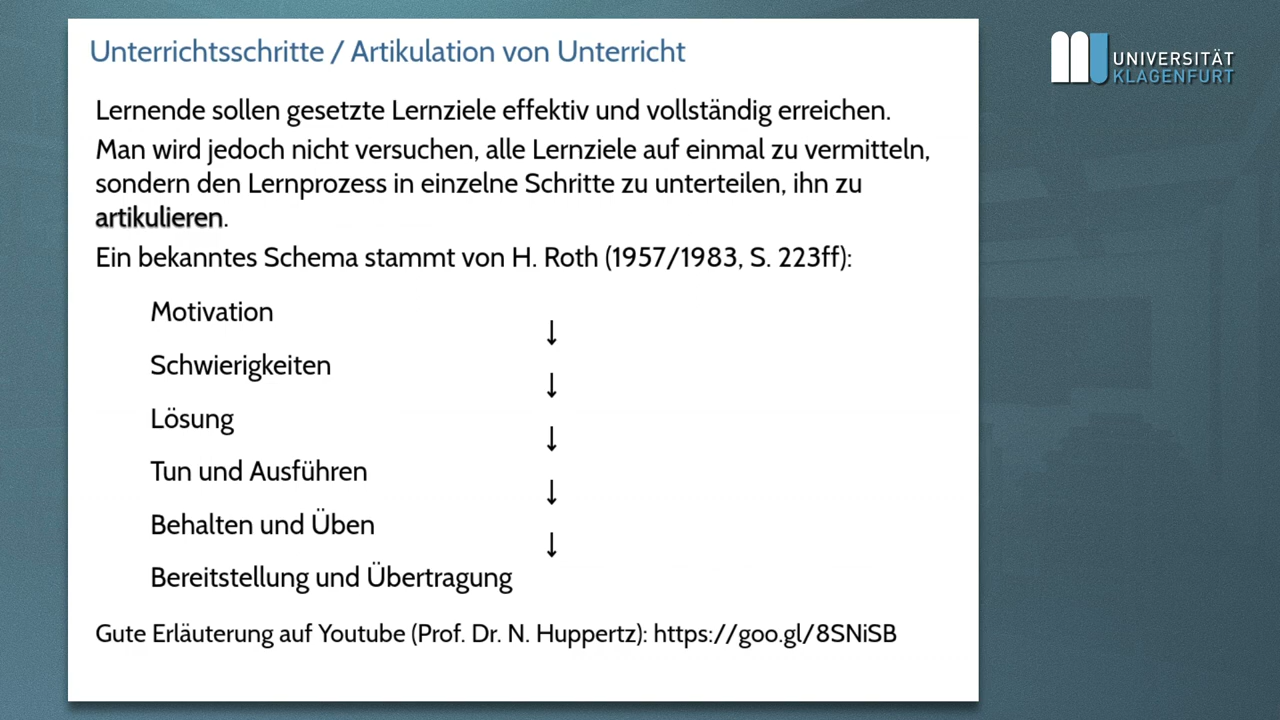 Unterrichtsschritte / Artikulation von Unterricht
UNIVERSITÄT
KLAGENFURT
Lernende sollen gesetzte Lernziele effektiv und vollständig erreichen.
Man wird jedoch nicht versuchen, alle Lernziele auf einmal zu vermitteln,
sondern den Lernprozess in einzelne Schritte zu unterteilen, ihn zu
artikulieren.
Ein bekanntes Schema stammt von H. Roth (1957/1983, S. 223ff):
Motivation
↓
Schwierigkeiten
↓
Lösung
↓
Tun und Ausführen
↓
Behalten und Üben
↓
Bereitstellung und Übertragung
Gute Erläuterung auf Youtube (Prof. Dr. N. Huppertz): https://goo.gl/8SNiSB